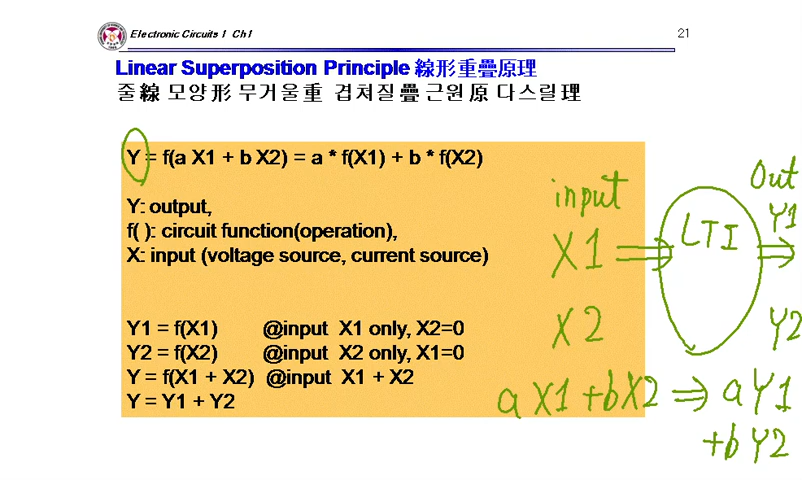 Electronic Circuits 1 Ch1
21
Linear Superposition Principle 線形重疊原理
줄 線 모양 形 무거울 重 겹쳐질 疊 근원 原 다스릴 理
Y = f(a X1 + b X2) = a * f(X1) + b * f(X2)
Y: output,
f( ): circuit function(operation),
X: input (voltage source, current source)
Y1 = f(X1) @input X1 only, X2=0
Y2 = f(X2) @input X2 only, X1=0
Y = f(X1 + X2) @input X1 + X2
Y = Y1 + Y2
input
Out
X1 ⇒ LTI ⇒ Y1
X2
Y2
a X1 + b X2 ⇒ a Y1
+ b Y2